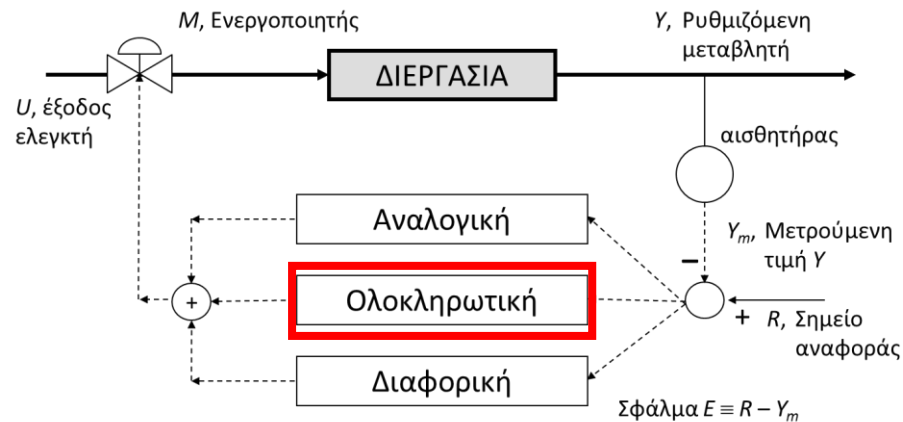 M, Ενεργοποιητής
Y, Ρυθμιζόμενη
μεταβλητή
ΔΙΕΡΓΑΣΙΑ
U, έξοδος
ελεγκτή
αισθητήρας
Αναλογική
Ym, Μετρούμενη
τιμή Y
−
Ολοκληρωτική
+
+ R, Σημείο
αναφοράς
Διαφορική
Σφάλμα E ≡ R – Ym